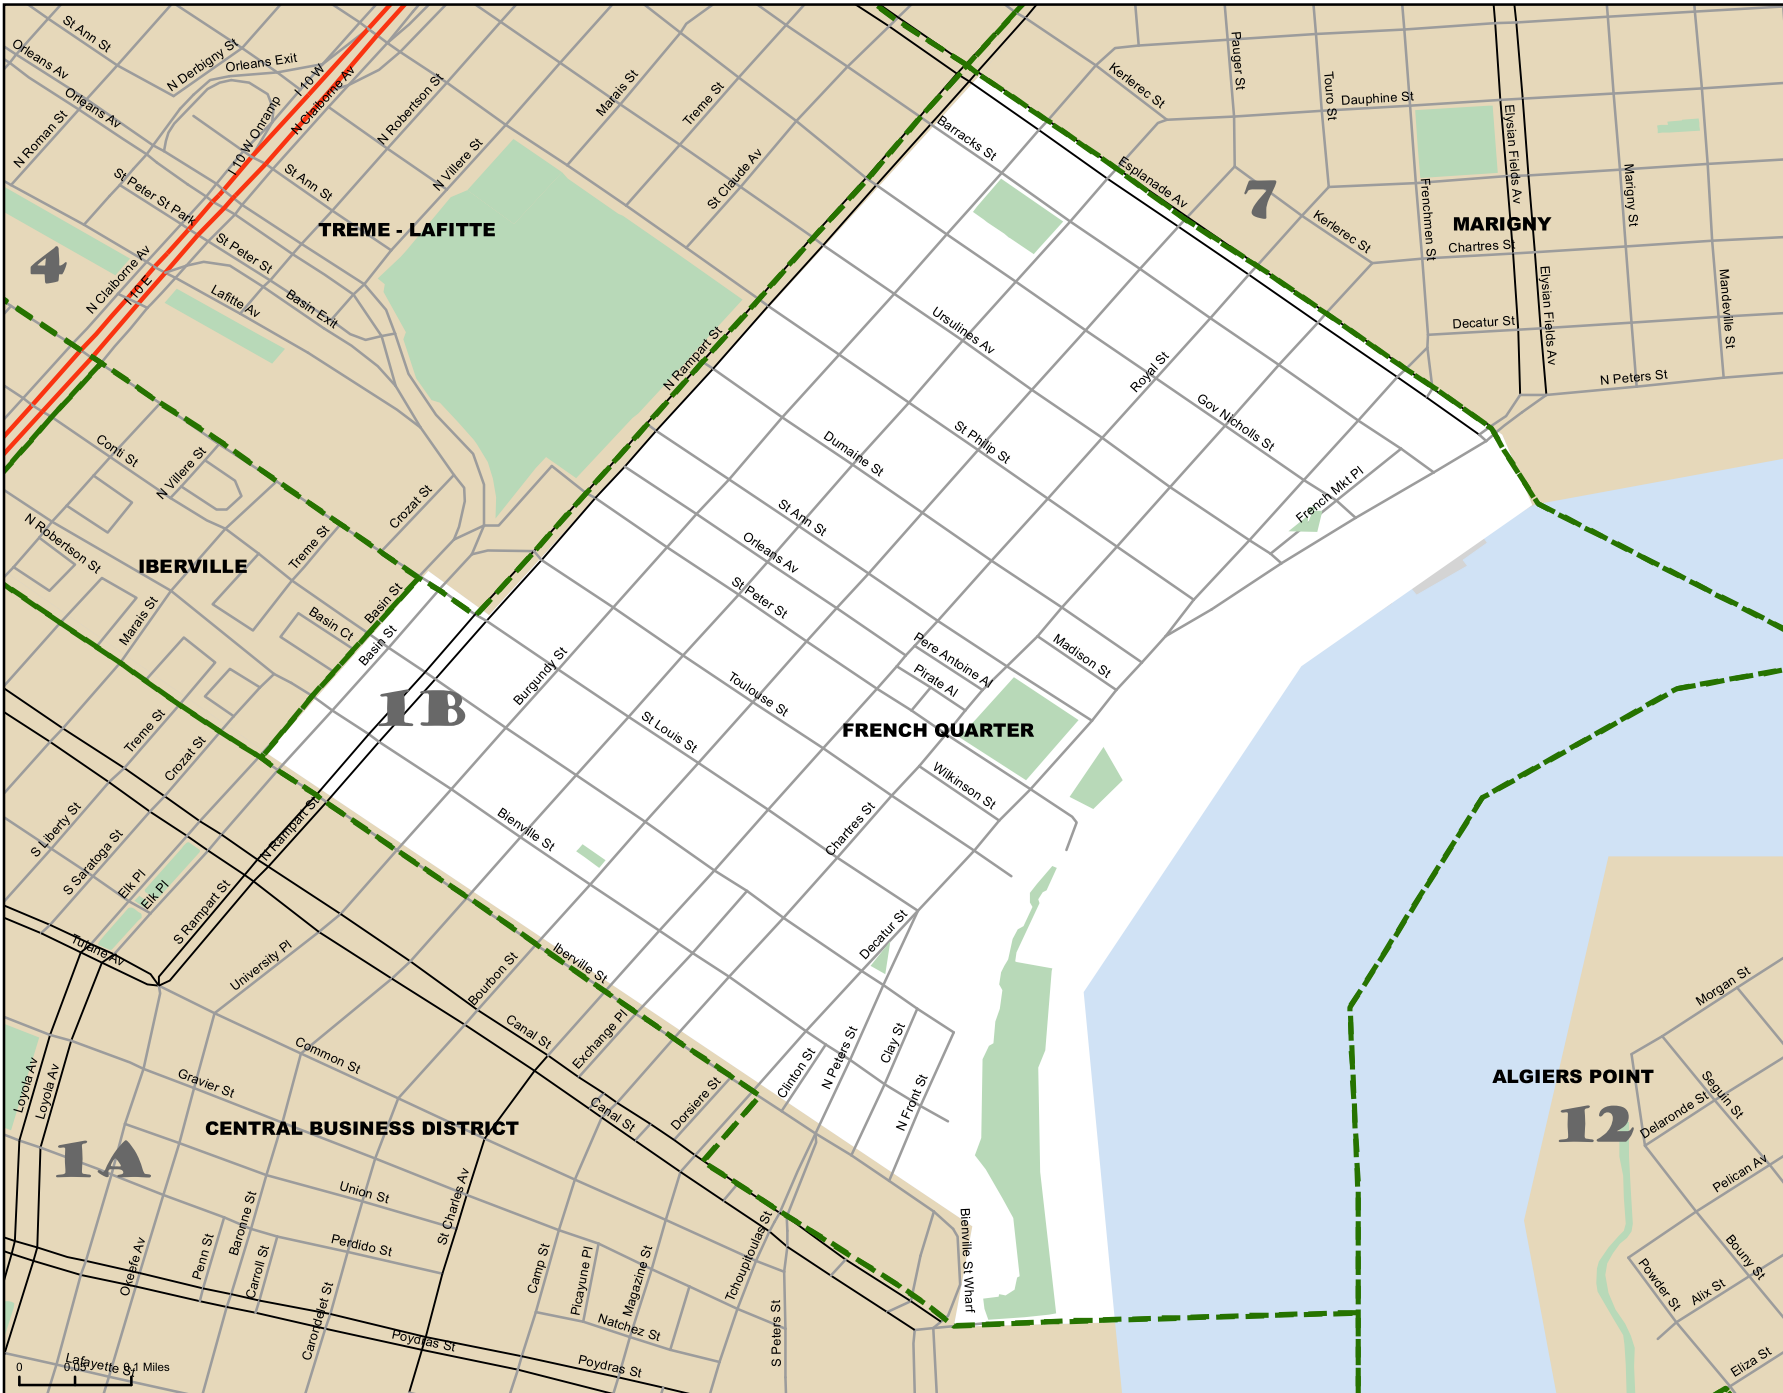 St Ann St
Orleans Av
N Derbigny St
Orleans Exit
I 10 W
N Claiborne Av
N Robertson St
Marais St
Treme St
Kerlerec St
Pauger St
Touro St
Dauphine St
Elysian Fields Av
Orleans Av
N Roman St
I 10 W Onramp
St Ann St
N Villere St
St Claude Av
Barracks St
Esplanade Av
7
Kerlerec St
Frenchmen St
MARIGNY
Marigny St
St Peter St Park
TREME - LAFITTE
Chartres St
4
N Claiborne Av
I 10 E
St Peter St
Lafitte Av
Basin Exit
Elysian Fields Av
Mandeville St
Decatur St
N Rampart St
Ursulines Av
Royal St
N Peters St
Gov Nicholls St
Conti St
N Villere St
Dumaine St
St Philip St
French Mkt Pl
Crozat St
St Ann St
N Robertson St
Treme St
IBERVILLE
Orleans Av
Marais St
Basin St
Basin Ct
Basin St
St Peter St
Pere Antoine Al
Pirate Al
Madison St
1B
Burgundy St
Toulouse St
St Louis St
FRENCH QUARTER
Treme St
Crozat St
Wilkinson St
S Liberty St
S Saratoga St
N Rampart St
Bienville St
Chartres St
Elk Pl
Elk Pl
S Rampart St
Tulane Av
University Pl
Bourbon St
Iberville St
Decatur St
Morgan St
Canal St
Exchange Pl
Common St
Gravier St
Loyola Av
Loyola Av
Clinton St
N Peters St
Clay St
N Front St
Dorsiere St
Canal St
CENTRAL BUSINESS DISTRICT
1A
ALGIERS POINT
12
Seguin St
Delaronde St
Pelican Av
Union St
St Charles Av
Baronne St
Penn St
Perdido St
Okeefe Av
Carroll St
Carondelet St
Camp St
Picayune Pl
Magazine St
Tchoupitoulas St
Natchez St
Bienville St Wharf
S Peters St
Bouny St
Powder St
Alix St
Eliza St
Poydras St
Poydras St
Lafayette St
0 0.05 0.1 Miles